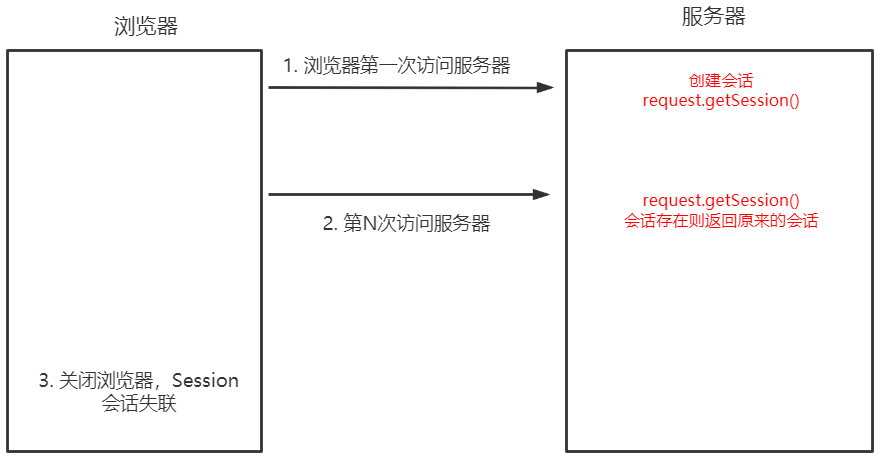 浏览器
服务器
1. 浏览器第一次访问服务器
创建会话
request.getSession()
2. 第N次访问服务器
request.getSession()
会话存在则返回原来的会话
3. 关闭浏览器，Session
会话失联